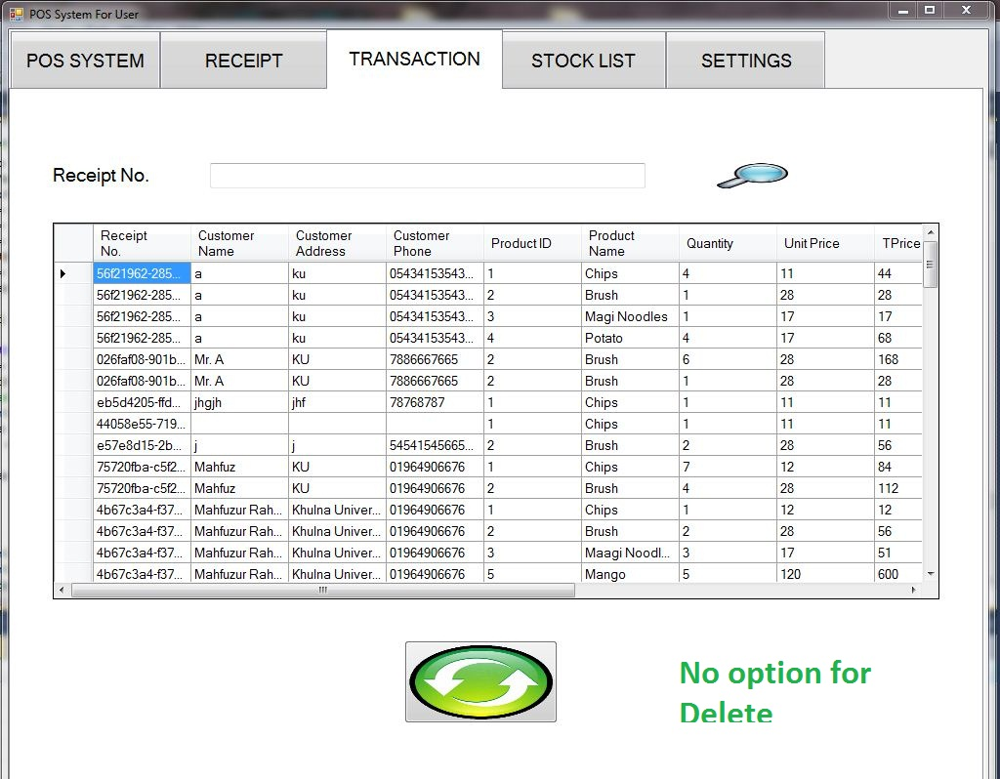 POS System For User
POS SYSTEM RECEIPT TRANSACTION STOCK LIST SETTINGS
Receipt No.
Receipt No. Customer Name Customer Address Customer Phone Product ID Product Name Quantity Unit Price TPrice
56f21962-285... a ku 05434153543... 1 Chips 4 11 44
56f21962-285... a ku 05434153543... 2 Brush 1 28 28
56f21962-285... a ku 05434153543... 3 Magi Noodles 1 17 17
56f21962-285... a ku 05434153543... 4 Potato 4 17 68
026faf08-901b... Mr. A KU 7886667665 2 Brush 6 28 168
026faf08-901b... Mr. A KU 7886667665 2 Brush 1 28 28
eb5d4205-ffd... jhgjh jhf 78768787 1 Chips 1 11 11
44058e55-719... 1 Chips 1 11 11
e57e8d15-2b... j j 54541545665... 2 Brush 2 28 56
75720fba-c5f2... Mahfuz KU 01964906676 1 Chips 7 12 84
75720fba-c5f2... Mahfuz KU 01964906676 2 Brush 4 28 112
4b67c3a4-f37... Mahfuzur Rah... Khulna Univer... 01964906676 1 Chips 1 12 12
4b67c3a4-f37... Mahfuzur Rah... Khulna Univer... 01964906676 2 Brush 2 28 56
4b67c3a4-f37... Mahfuzur Rah... Khulna Univer... 01964906676 3 Maagi Noodl... 3 17 51
4b67c3a4-f37... Mahfuzur Rah... Khulna Univer... 01964906676 5 Mango 5 120 600
No option for
Delete